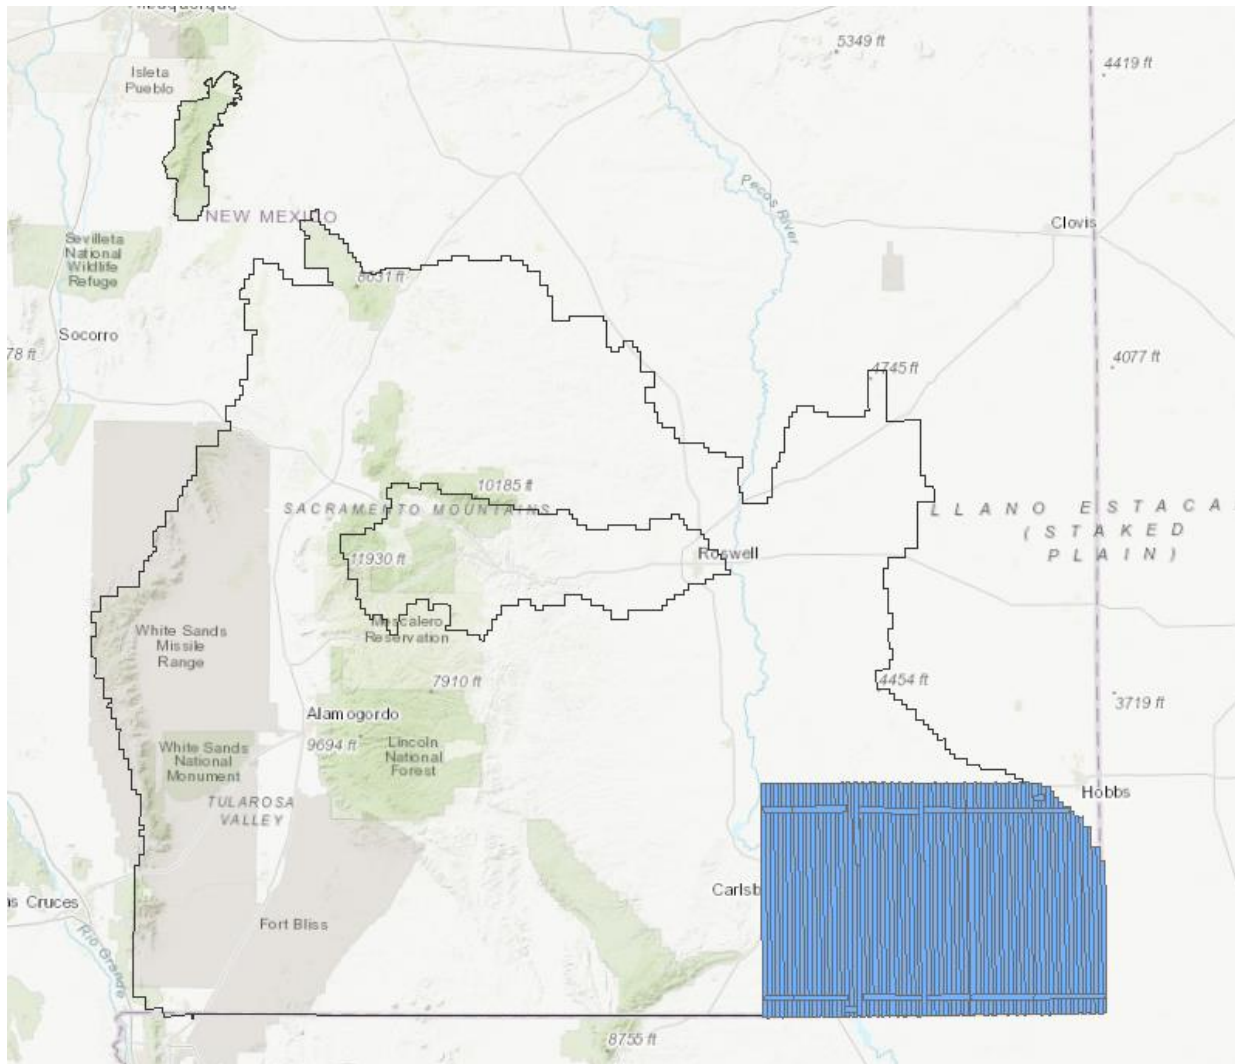 5349 ft
4419 ft
Isleta
Pueblo
Pecos River
NEW MEXICO
Clovis
Sevilleta
National
Wildlife
Refuge
Socorro
78 ft
4745 ft
4077 ft
10185 ft
SACRAMENTO MOUNTAINS
LLANO ESTACA
(STAKED
PLAIN)
11930 ft
Roswell
White Sands
Missile
Range
Mescalero
Reservation
7910 ft
4454 ft
3719 ft
Alamogordo
9694 ft
Lincoln
National
Forest
White Sands
National
Monument
TULAROSA
VALLEY
Hobbs
Carlsb
as Cruces
Fort Bliss
Rio Grande
8755 ft